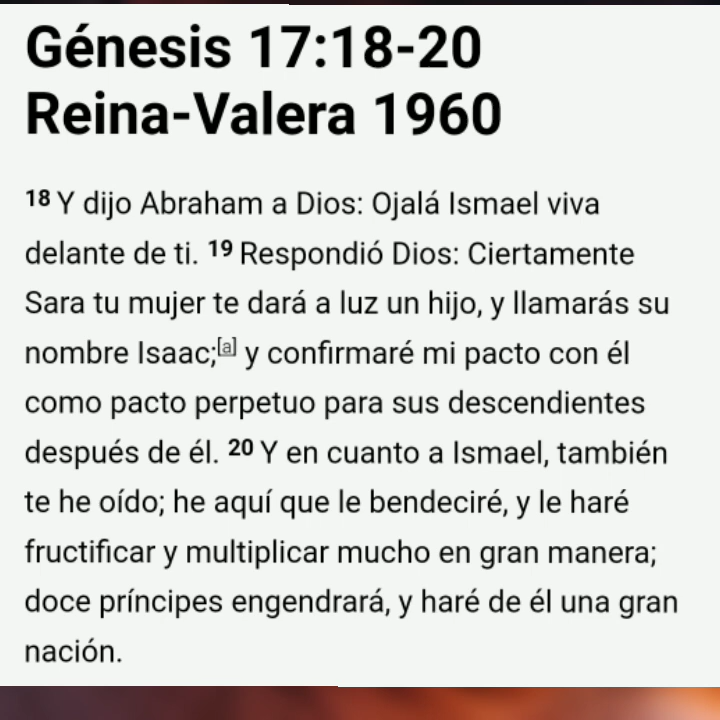 Génesis 17:18-20
Reina-Valera 1960
18 Y dijo Abraham a Dios: Ojalá Ismael viva
delante de ti. 19 Respondió Dios: Ciertamente
Sara tu mujer te dará a luz un hijo, y llamarás su
nombre Isaac;[a] y confirmaré mi pacto con él
como pacto perpetuo para sus descendientes
después de él. 20 Y en cuanto a Ismael, también
te he oído; he aquí que le bendeciré, y le haré
fructificar y multiplicar mucho en gran manera;
doce príncipes engendrará, y haré de él una gran
nación.